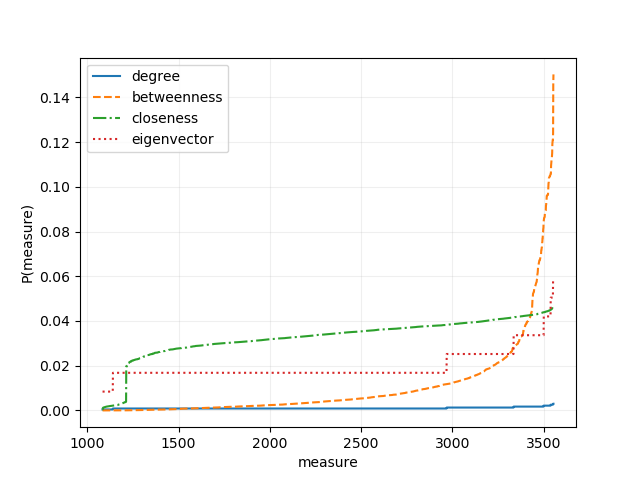 degree
betweenness
closeness
eigenvector
0.14
0.12
0.10
0.08
0.06
0.04
0.02
0.00
P(measure)
1000 1500 2000 2500 3000 3500
measure